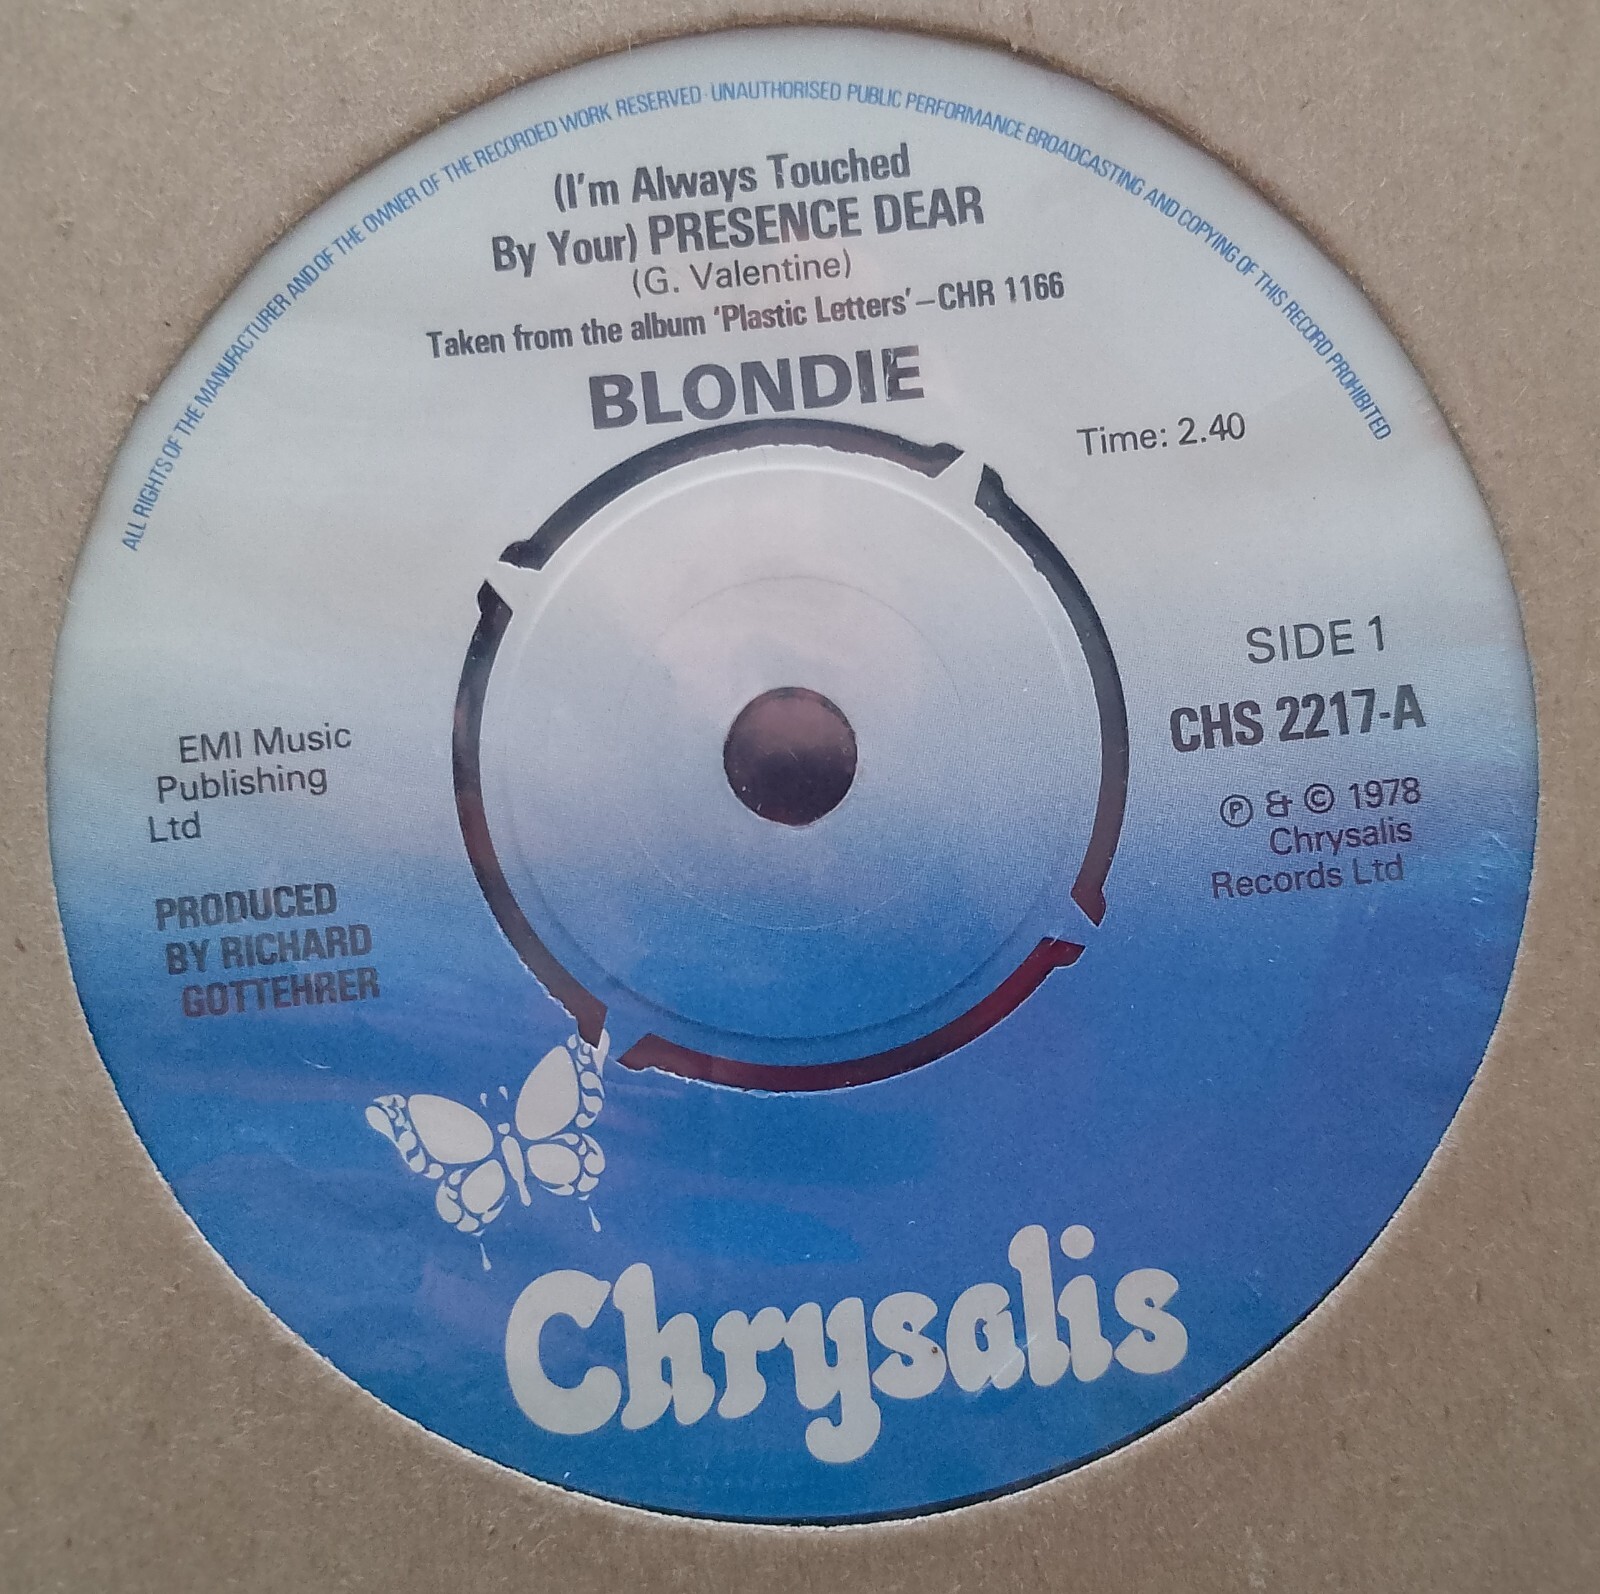 ALL RIGHTS OF THE MANUFACTURER AND OF THE OWNER OF THE RECORDED WORK RESERVED · UNAUTHORISED PUBLIC PERFORMANCE BROADCASTING AND COPYING OF THIS RECORD PROHIBITED
(I'm Always Touched
By Your) PRESENCE DEAR
(G. Valentine)
Taken from the album 'Plastic Letters'–CHR 1166
BLONDIE
Time: 2.40
SIDE 1
CHS 2217-A
℗ & © 1978
Chrysalis
Records Ltd
EMI Music
Publishing
Ltd
PRODUCED
BY RICHARD
GOTTEHRER
Chrysalis